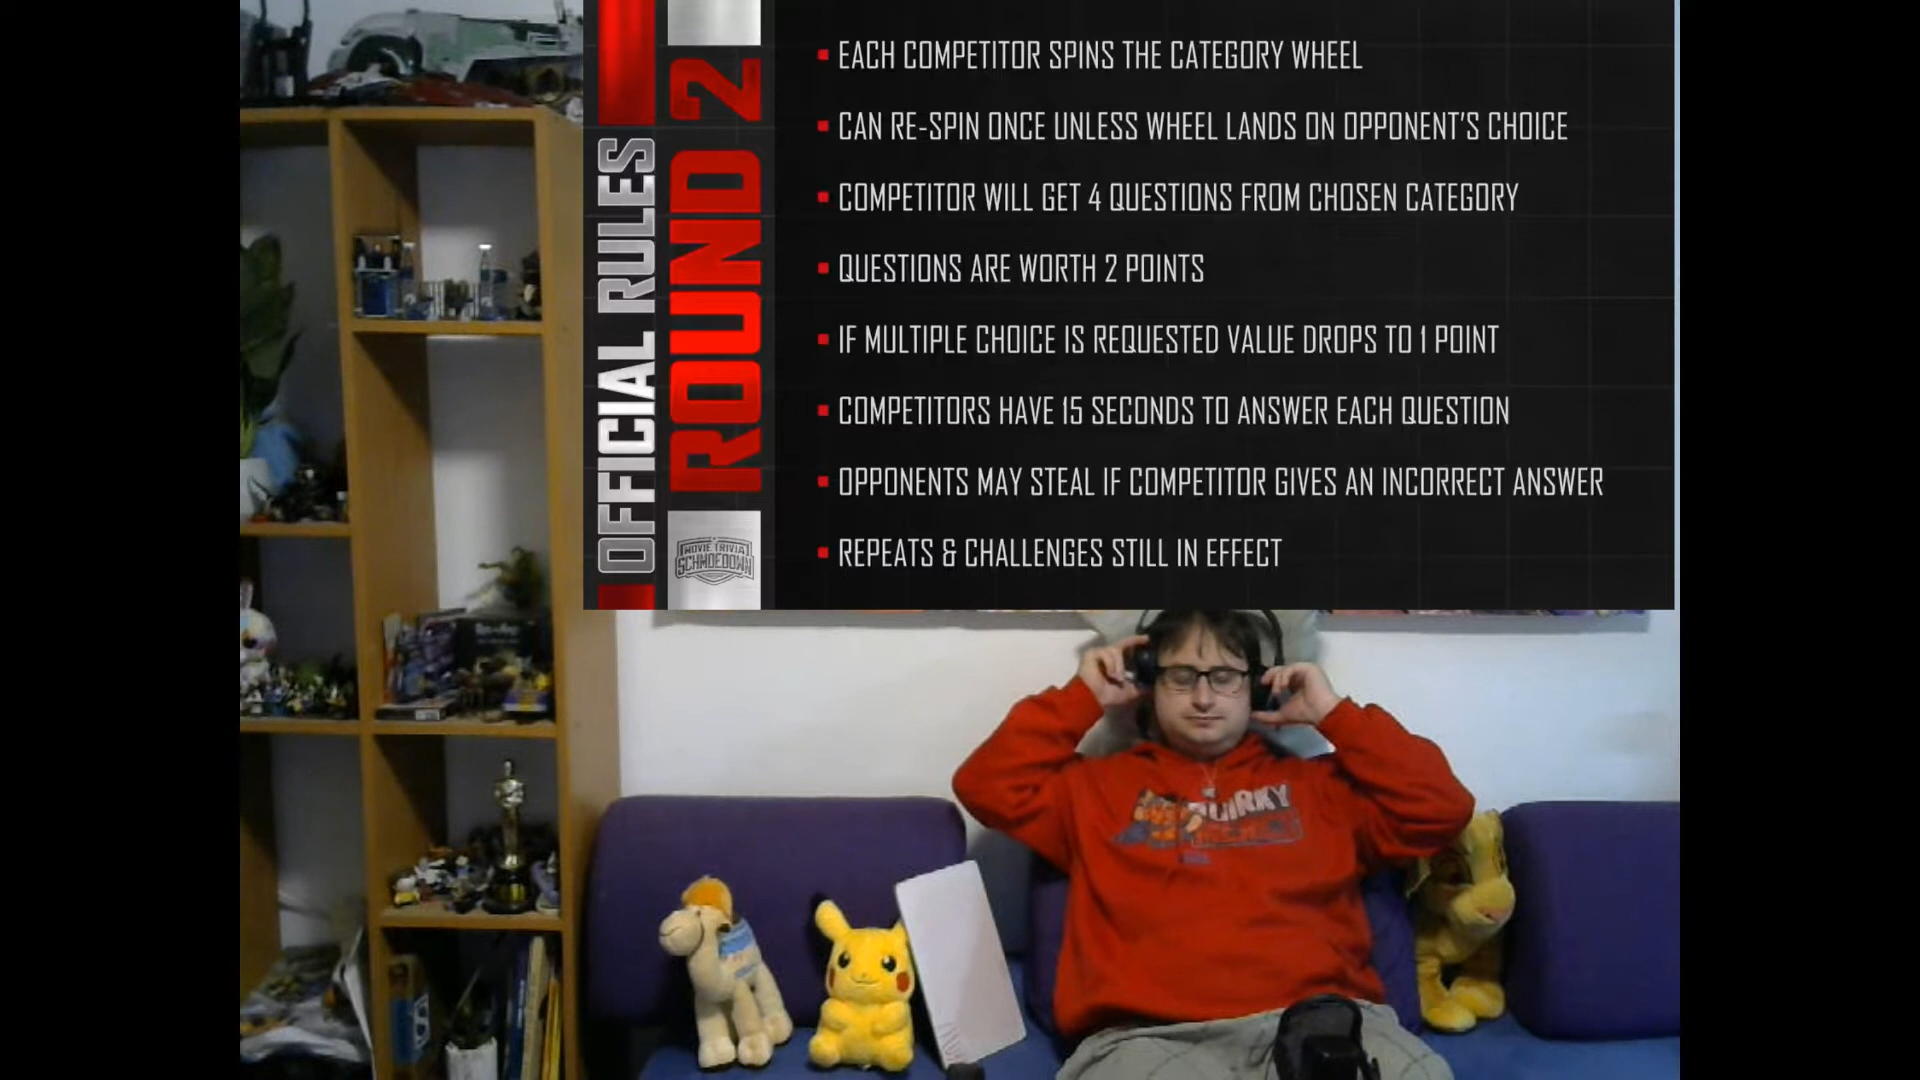 OFFICIAL RULES
ROUND 2
MOVIE TRIVIA
SCHMOEDOWN
EACH COMPETITOR SPINS THE CATEGORY WHEEL
CAN RE-SPIN ONCE UNLESS WHEEL LANDS ON OPPONENT'S CHOICE
COMPETITOR WILL GET 4 QUESTIONS FROM CHOSEN CATEGORY
QUESTIONS ARE WORTH 2 POINTS
IF MULTIPLE CHOICE IS REQUESTED VALUE DROPS TO 1 POINT
COMPETITORS HAVE 15 SECONDS TO ANSWER EACH QUESTION
OPPONENTS MAY STEAL IF COMPETITOR GIVES AN INCORRECT ANSWER
REPEATS & CHALLENGES STILL IN EFFECT
QUIRKY